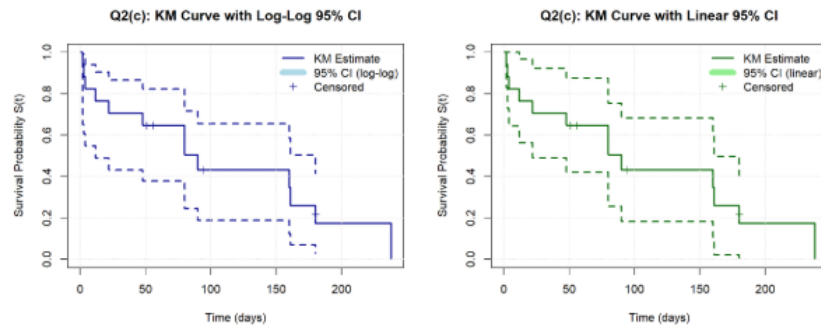 Q2(c): KM Curve with Log-Log 95% CI
KM Estimate
95% CI (log-log)
Censored
Survival Probability S(t)
1.0
0.8
0.6
0.4
0.2
0.0
0 50 100 150 200
Time (days)
Q2(c): KM Curve with Linear 95% CI
KM Estimate
95% CI (linear)
Censored
Survival Probability S(t)
1.0
0.8
0.6
0.4
0.2
0.0
0 50 100 150 200
Time (days)